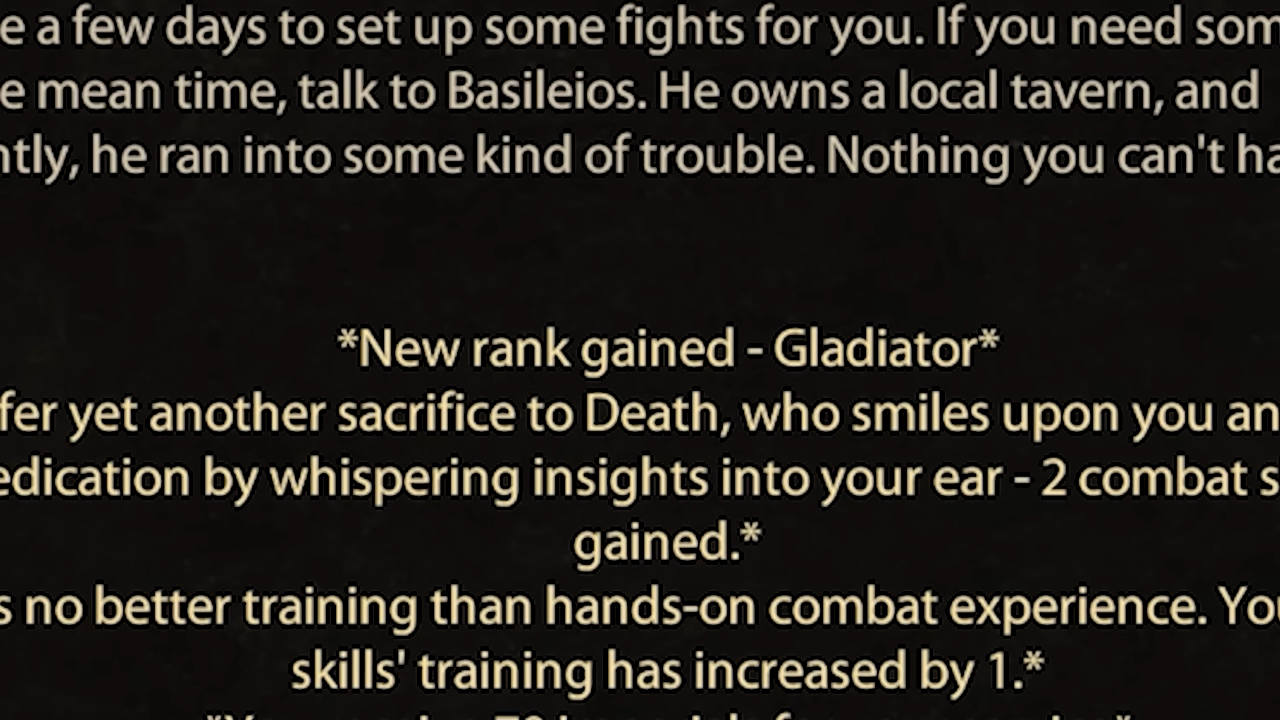 e a few days to set up some fights for you. If you need som
e mean time, talk to Basileios. He owns a local tavern, and
ntly, he ran into some kind of trouble. Nothing you can't ha
*New rank gained - Gladiator*
fer yet another sacrifice to Death, who smiles upon you an
edication by whispering insights into your ear - 2 combat s
gained.*
s no better training than hands-on combat experience. You
skills' training has increased by 1.*